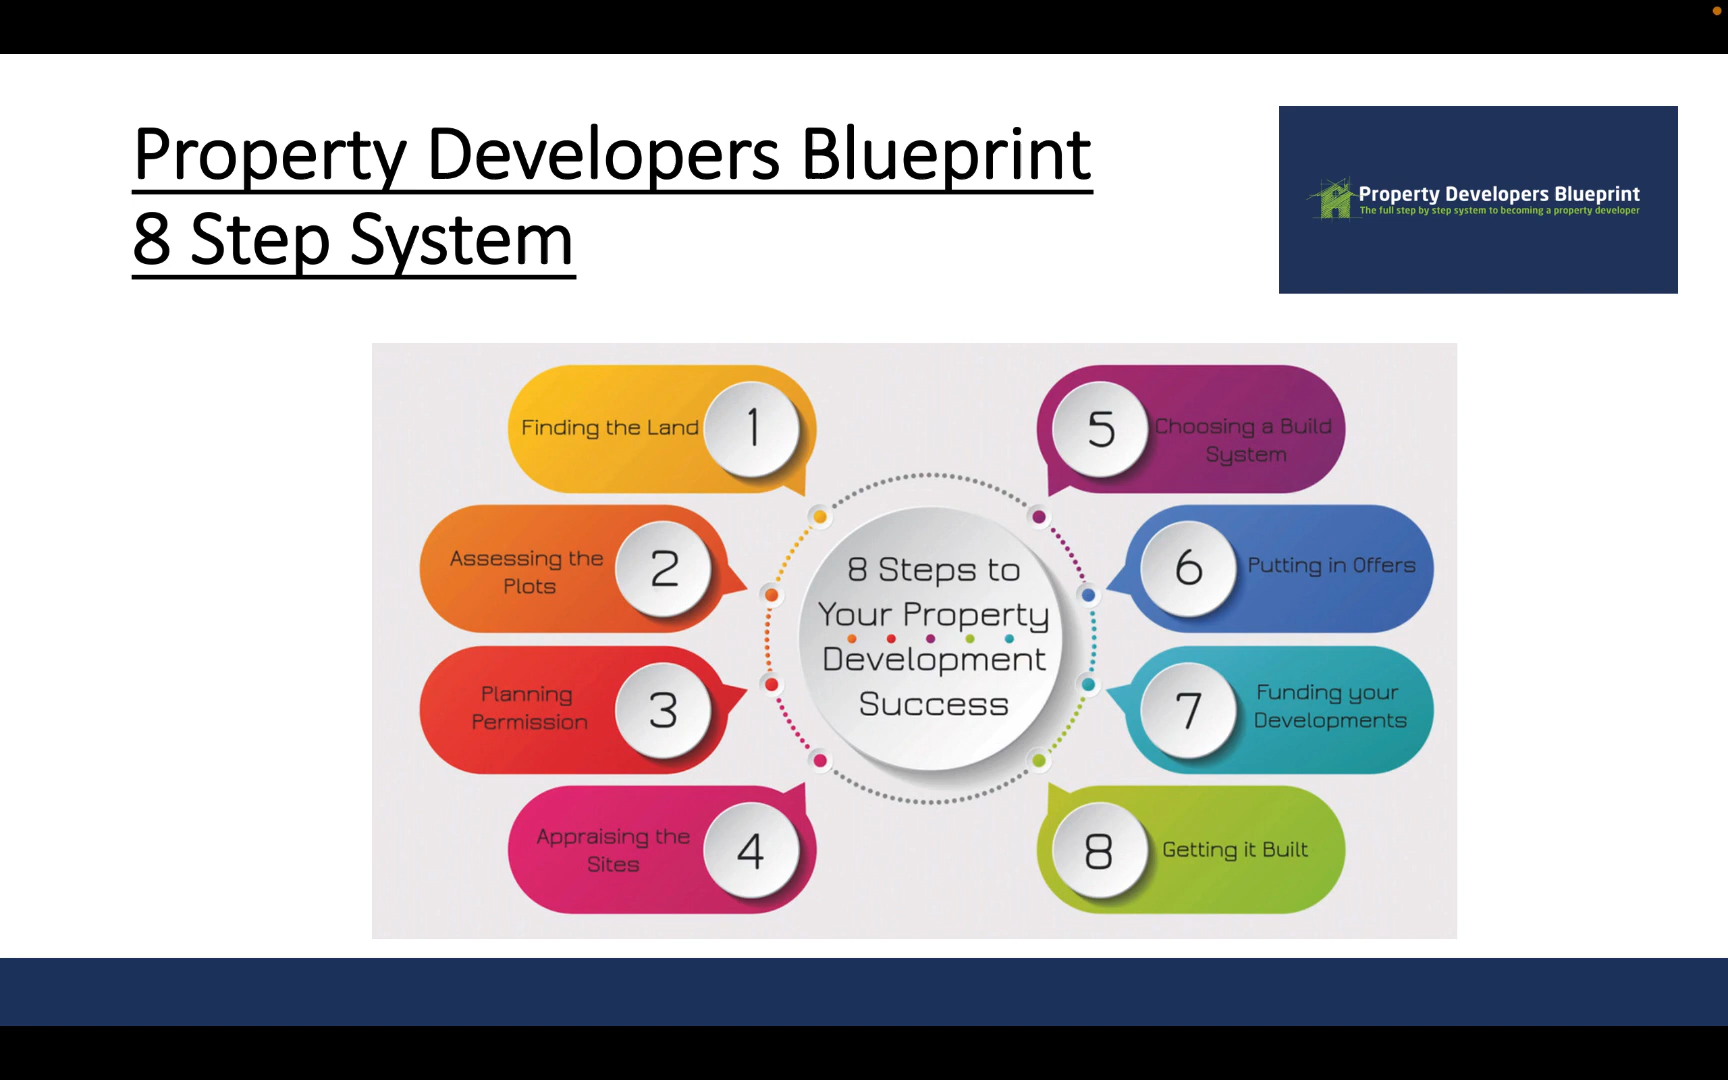 Property Developers Blueprint
8 Step System
Property Developers Blueprint
The full step by step system to becoming a property developer
Finding the Land
1
Assessing the
Plots
2
Planning
Permission
3
Appraising the
Sites
4
8 Steps to
Your Property
Development
Success
5
Choosing a Build
System
6
Putting in Offers
7
Funding your
Developments
8
Getting it Built